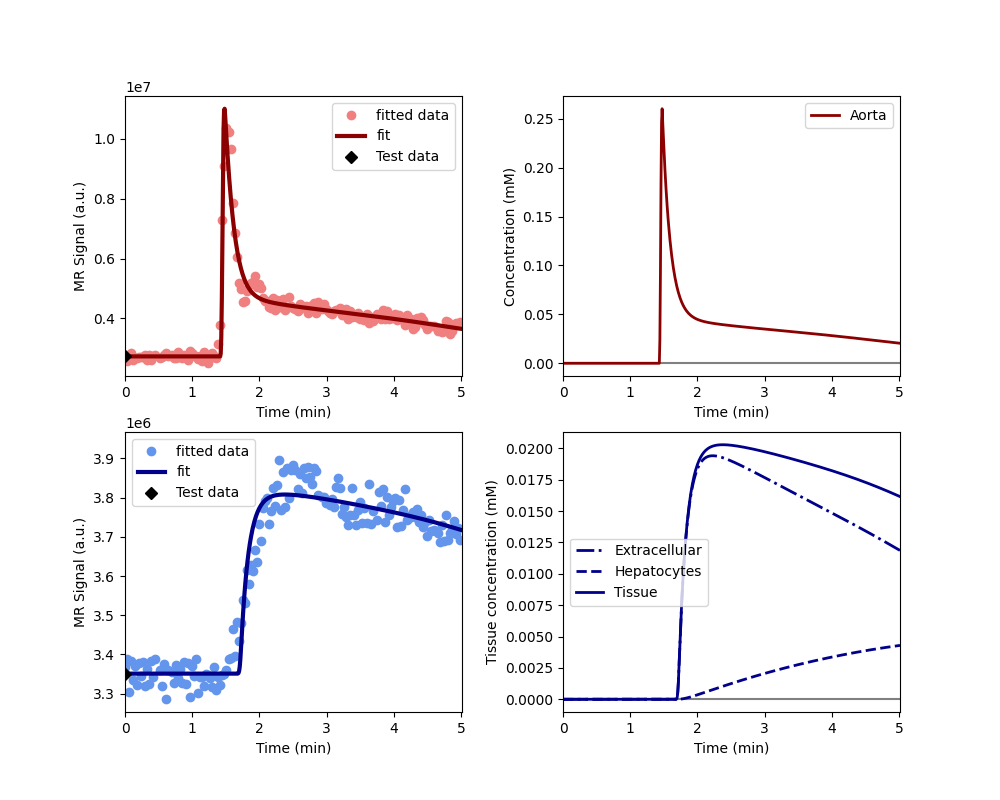 1e7
MR Signal (a.u.)
1.0
0.8
0.6
0.4
fitted data
fit
Test data
0 1 2 3 4 5
Time (min)
Concentration (mM)
0.25
0.20
0.15
0.10
0.05
0.00
Aorta
0 1 2 3 4 5
Time (min)
1e6
MR Signal (a.u.)
3.9
3.8
3.7
3.6
3.5
3.4
3.3
fitted data
fit
Test data
0 1 2 3 4 5
Time (min)
Tissue concentration (mM)
0.0200
0.0175
0.0150
0.0125
0.0100
0.0075
0.0050
0.0025
0.0000
Extracellular
Hepatocytes
Tissue
0 1 2 3 4 5
Time (min)